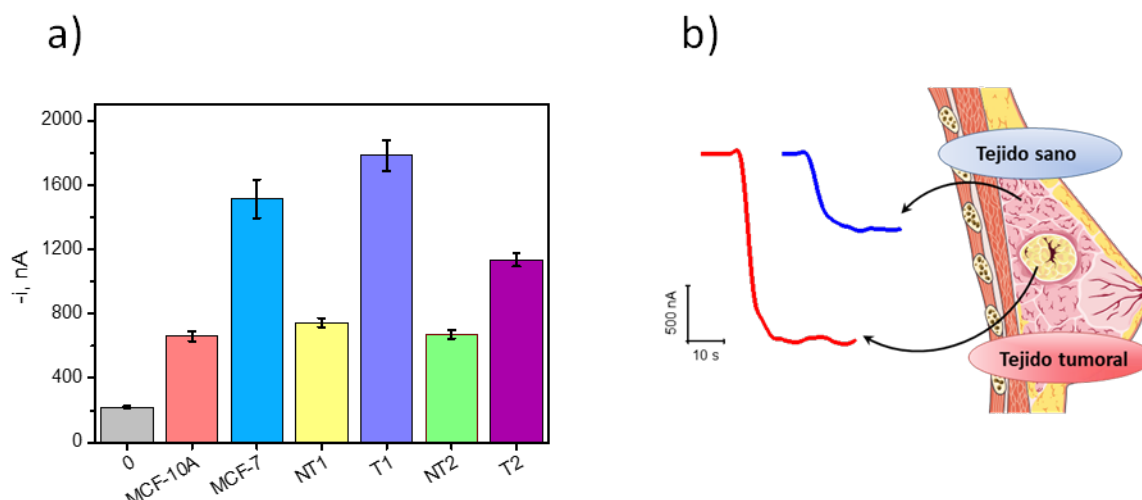 a)
-i, nA
2000
1600
1200
800
400
0
0
MCF-10A
MCF-7
NT1
T1
NT2
T2
b)
Tejido sano
500 nA
10 s
Tejido tumoral